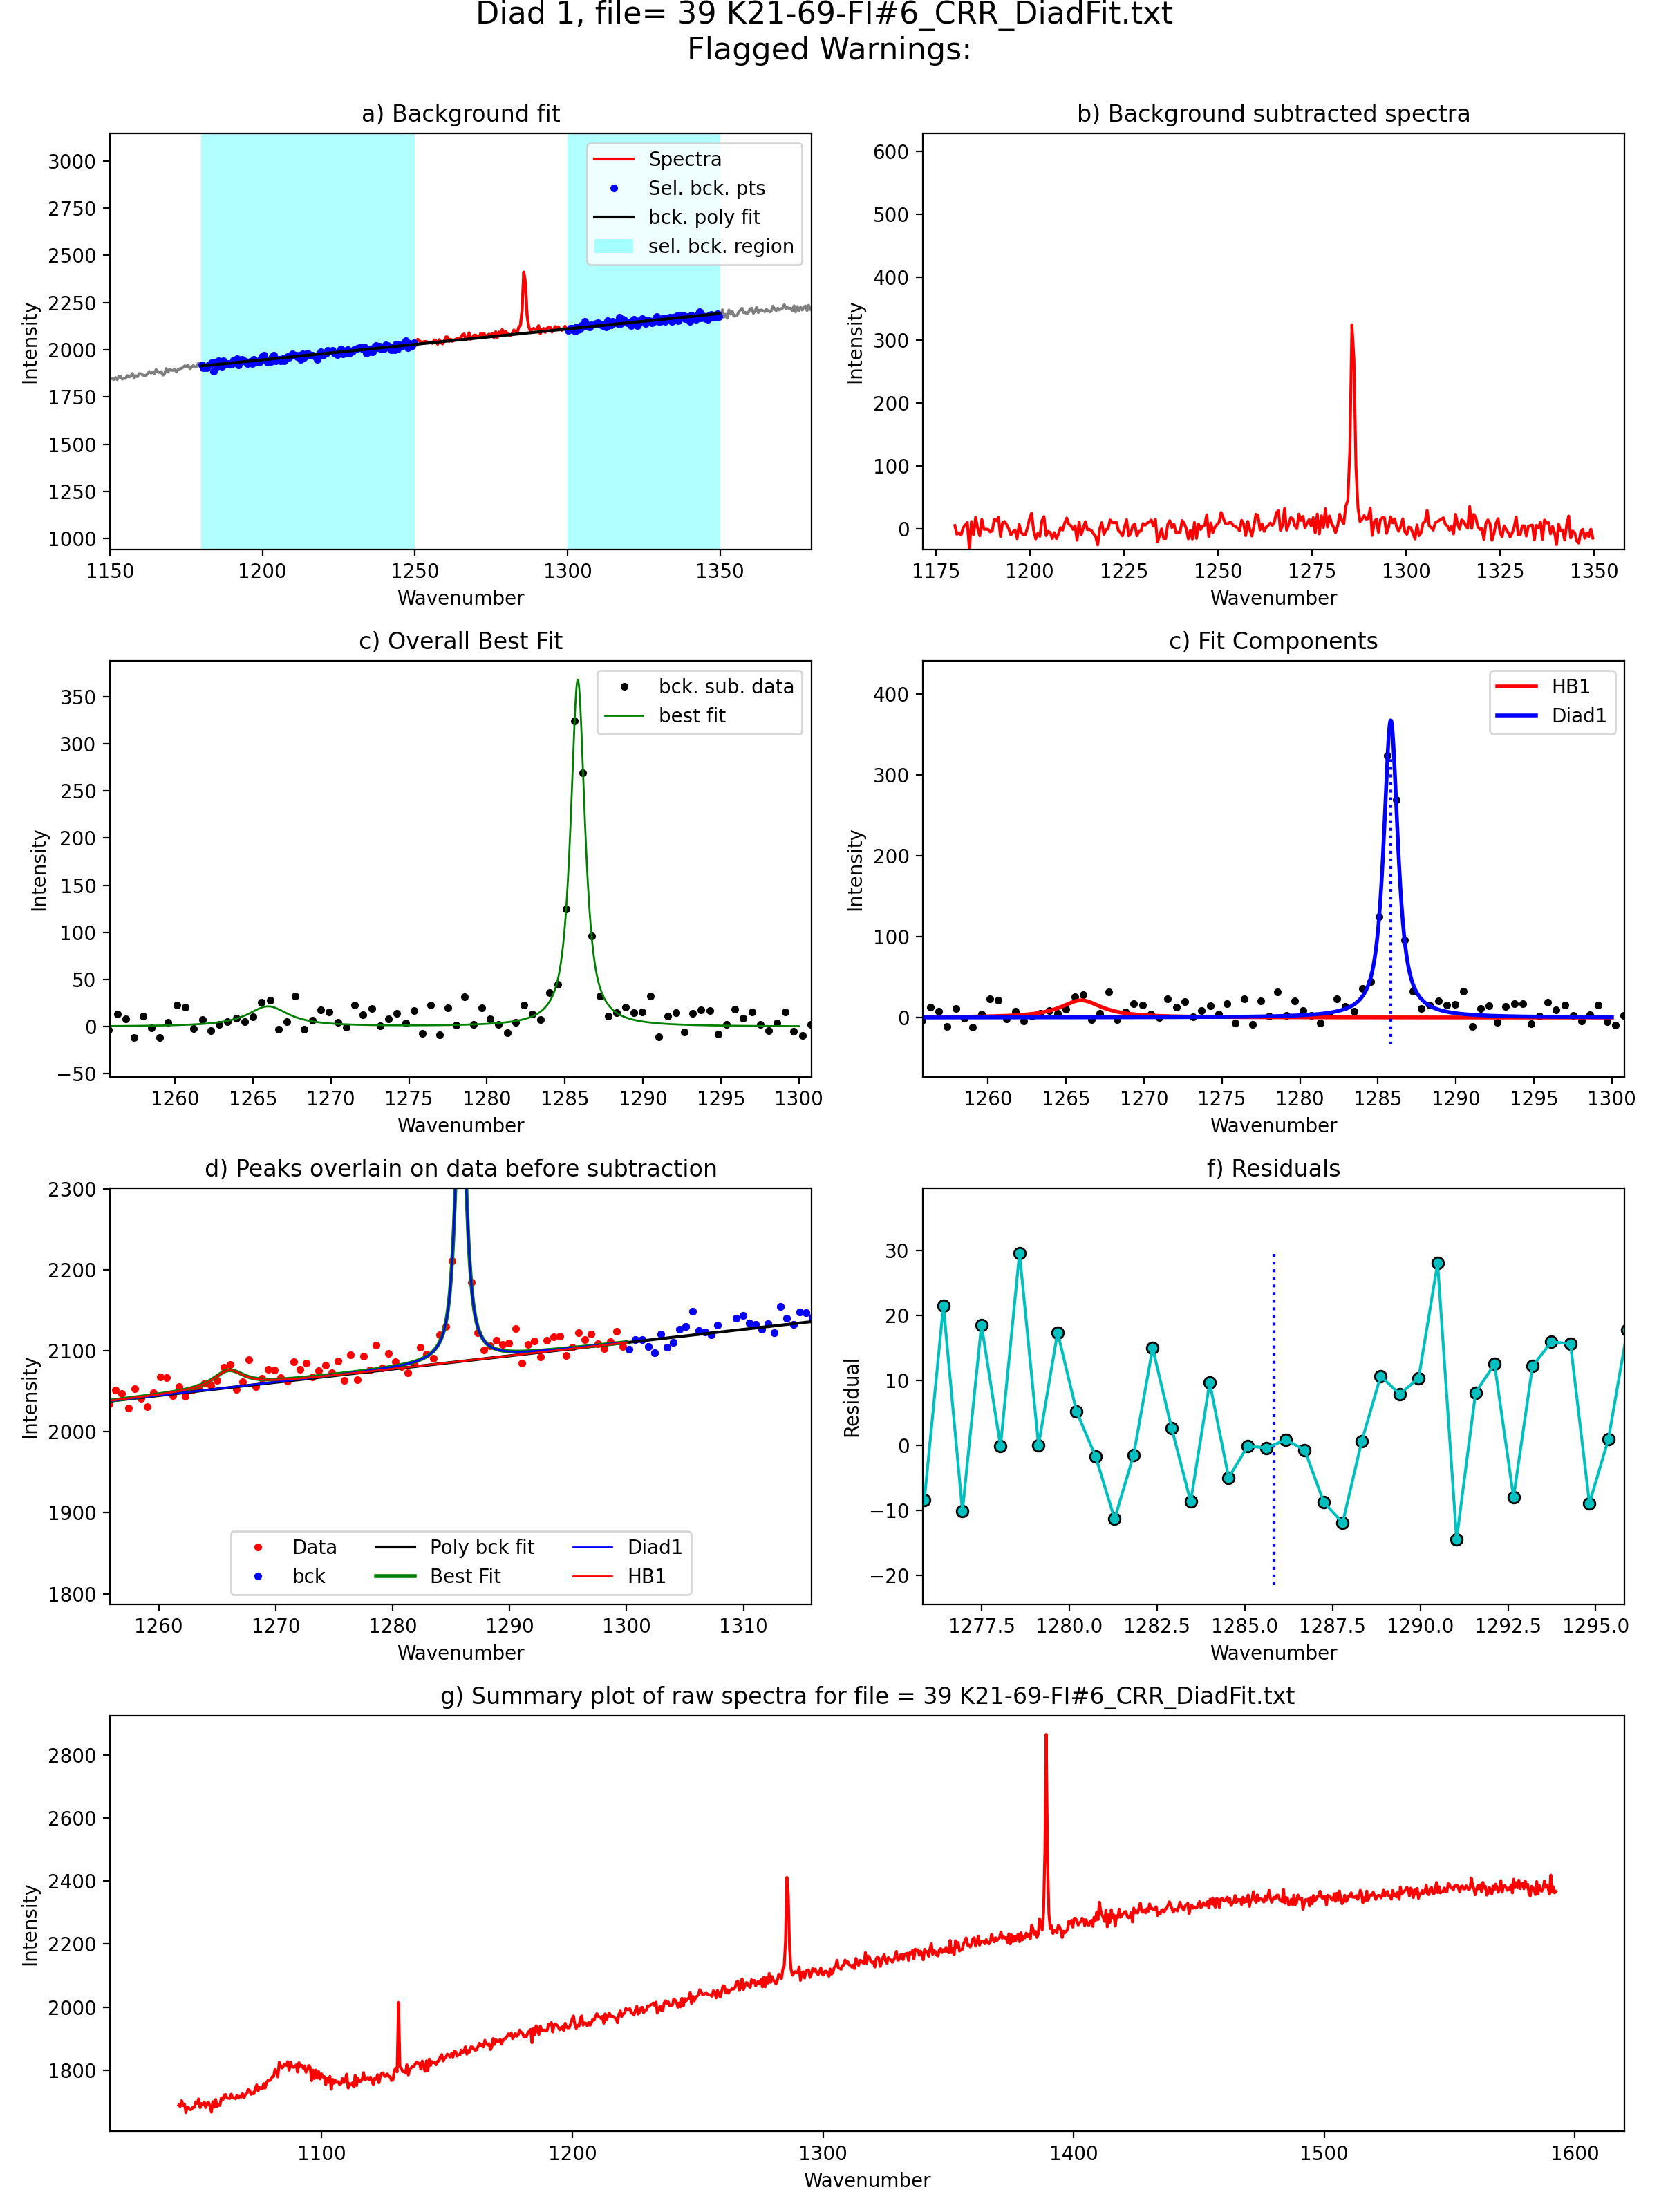 Diad 1, file= 39 K21-69-FI#6_CRR_DiadFit.txt
Flagged Warnings:
a) Background fit
3000
2750
2500
2250
2000
1750
1500
1250
1000
Intensity
Spectra
Sel. bck. pts
bck. poly fit
sel. bck. region
1150 1200 1250 1300 1350
Wavenumber
b) Background subtracted spectra
600
500
400
300
200
100
0
Intensity
1175 1200 1225 1250 1275 1300 1325 1350
Wavenumber
c) Overall Best Fit
350
300
250
200
150
100
50
0
−50
Intensity
bck. sub. data
best fit
1260 1265 1270 1275 1280 1285 1290 1295 1300
Wavenumber
c) Fit Components
400
300
200
100
0
Intensity
HB1
Diad1
1260 1265 1270 1275 1280 1285 1290 1295 1300
Wavenumber
d) Peaks overlain on data before subtraction
2300
2200
2100
2000
1900
1800
Intensity
Data Poly bck fit Diad1
bck Best Fit HB1
1260 1270 1280 1290 1300 1310
Wavenumber
f) Residuals
30
20
10
0
−10
−20
Residual
1277.5 1280.0 1282.5 1285.0 1287.5 1290.0 1292.5 1295.0
Wavenumber
g) Summary plot of raw spectra for file = 39 K21-69-FI#6_CRR_DiadFit.txt
2800
2600
2400
2200
2000
1800
Intensity
1100 1200 1300 1400 1500 1600
Wavenumber